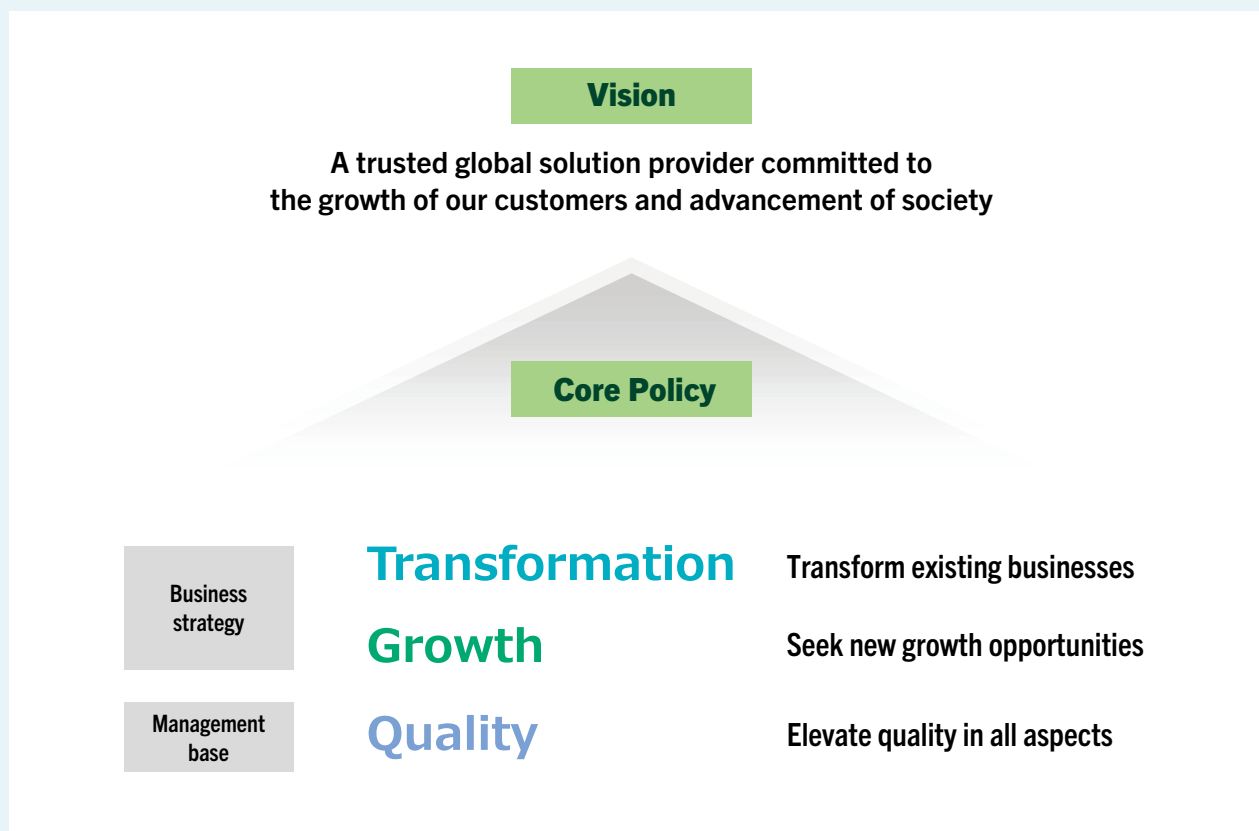 Vision
A trusted global solution provider committed to
the growth of our customers and advancement of society
Core Policy
Business
strategy
Transformation
Transform existing businesses
Growth
Seek new growth opportunities
Management
base
Quality
Elevate quality in all aspects